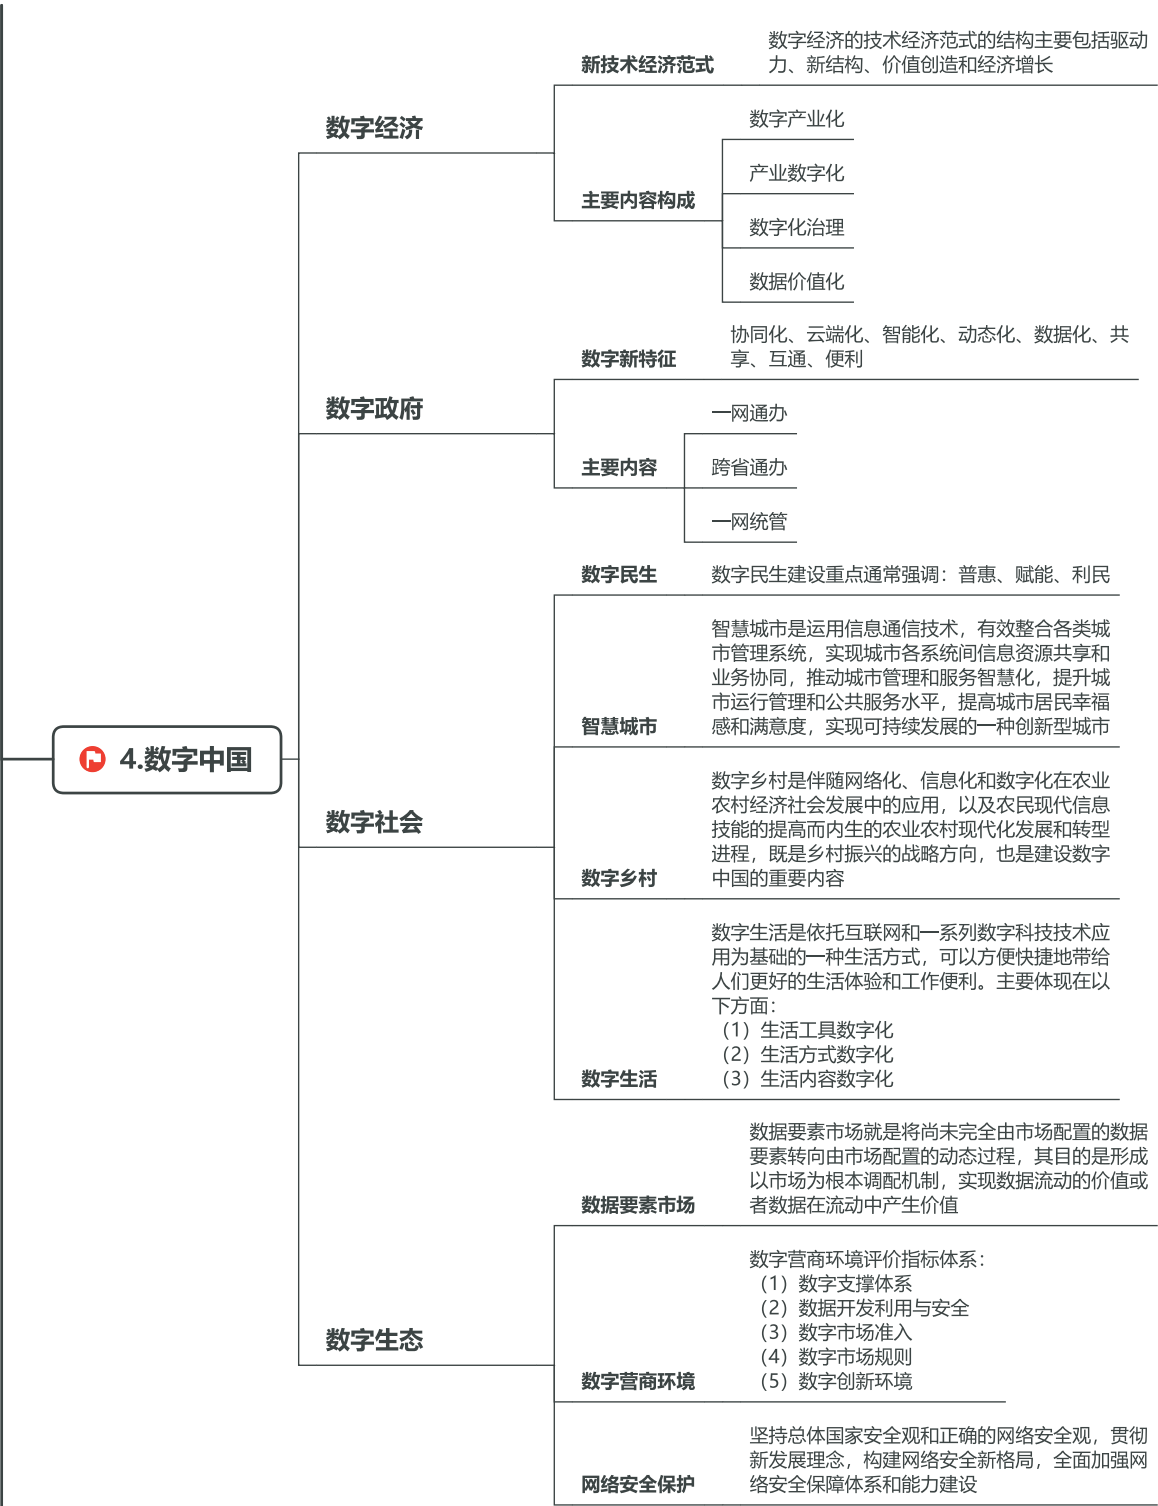 4.数字中国
数字经济
新技术经济范式
数字经济的技术经济范式的结构主要包括驱动
力、新结构、价值创造和经济增长
主要内容构成
数字产业化
产业数字化
数字化治理
数据价值化
数字政府
数字新特征
协同化、云端化、智能化、动态化、数据化、共
享、互通、便利
主要内容
一网通办
跨省通办
一网统管
数字社会
数字民生
数字民生建设重点通常强调：普惠、赋能、利民
智慧城市
智慧城市是运用信息通信技术，有效整合各类城
市管理系统，实现城市各系统间信息资源共享和
业务协同，推动城市管理和服务智慧化，提升城
市运行管理和公共服务水平，提高城市居民幸福
感和满意度，实现可持续发展的一种创新型城市
数字乡村
数字乡村是伴随网络化、信息化和数字化在农业
农村经济社会发展中的应用，以及农民现代信息
技能的提高而内生的农业农村现代化发展和转型
进程，既是乡村振兴的战略方向，也是建设数字
中国的重要内容
数字生活
数字生活是依托互联网和一系列数字科技技术应
用为基础的一种生活方式，可以方便快捷地带给
人们更好的生活体验和工作便利。主要体现在以
下方面：
（1）生活工具数字化
（2）生活方式数字化
（3）生活内容数字化
数字生态
数据要素市场
数据要素市场就是将尚未完全由市场配置的数据
要素转向由市场配置的动态过程，其目的是形成
以市场为根本调配机制，实现数据流动的价值或
者数据在流动中产生价值
数字营商环境
数字营商环境评价指标体系：
（1）数字支撑体系
（2）数据开发利用与安全
（3）数字市场准入
（4）数字市场规则
（5）数字创新环境
网络安全保护
坚持总体国家安全观和正确的网络安全观，贯彻
新发展理念，构建网络安全新格局，全面加强网
络安全保障体系和能力建设